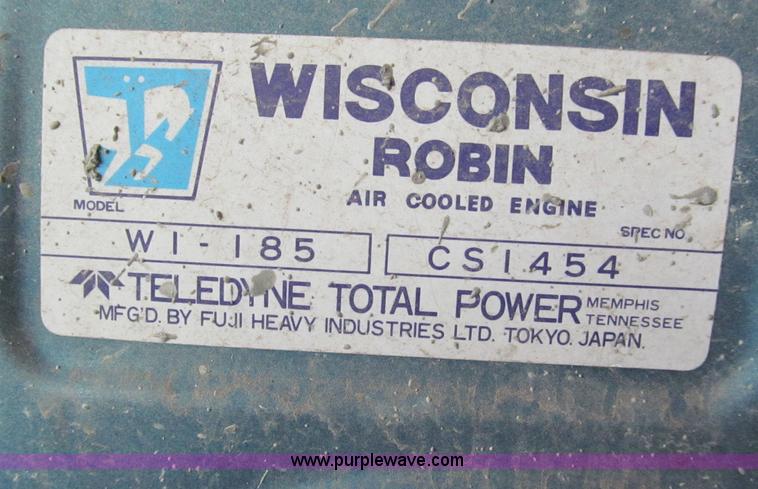 WISCONSIN
ROBIN
AIR COOLED ENGINE
MODEL
SPEC NO.
W1-185
CS1454
TELEDYNE TOTAL POWER MEMPHIS TENNESSEE
MFG'D. BY FUJI HEAVY INDUSTRIES LTD. TOKYO. JAPAN.
www.purplewave.com